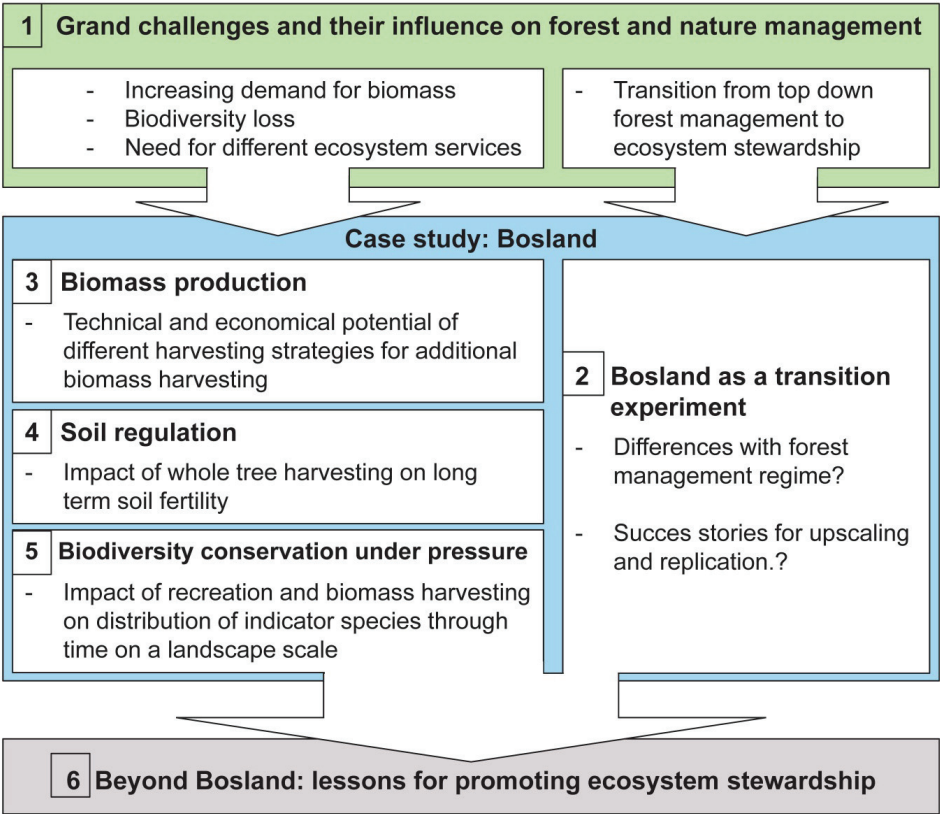 1 Grand challenges and their influence on forest and nature management
- Increasing demand for biomass
- Biodiversity loss
- Need for different ecosystem services
- Transition from top down
forest management to
ecosystem stewardship
Case study: Bosland
3 Biomass production
- Technical and economical potential of
different harvesting strategies for additional
biomass harvesting
4 Soil regulation
- Impact of whole tree harvesting on long
term soil fertility
5 Biodiversity conservation under pressure
- Impact of recreation and biomass harvesting
on distribution of indicator species through
time on a landscape scale
2 Bosland as a transition
experiment
- Differences with forest
management regime?
- Succes stories for upscaling
and replication.?
6 Beyond Bosland: lessons for promoting ecosystem stewardship